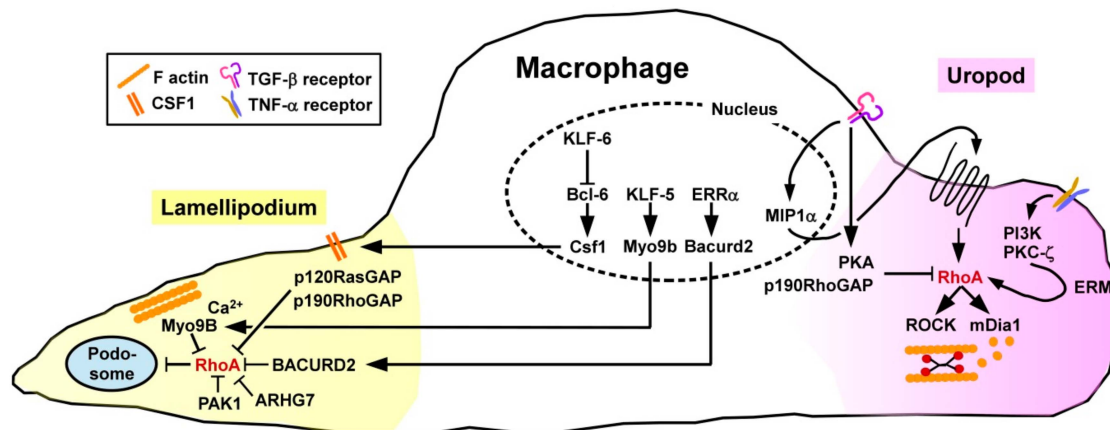 Macrophage
Uropod
F actin
CSF1
TGF-β receptor
TNF-α receptor
Nucleus
KLF-6
Bcl-6
KLF-5
ERRα
Csf1
Myo9b
Bacurd2
MIP1α
Lamellipodium
p120RasGAP
p190RhoGAP
Ca2+
Myo9B
Podo-
some
RhoA
BACURD2
PAK1
ARHG7
PKA
p190RhoGAP
PI3K
PKC-ζ
RhoA
ERM
ROCK
mDia1